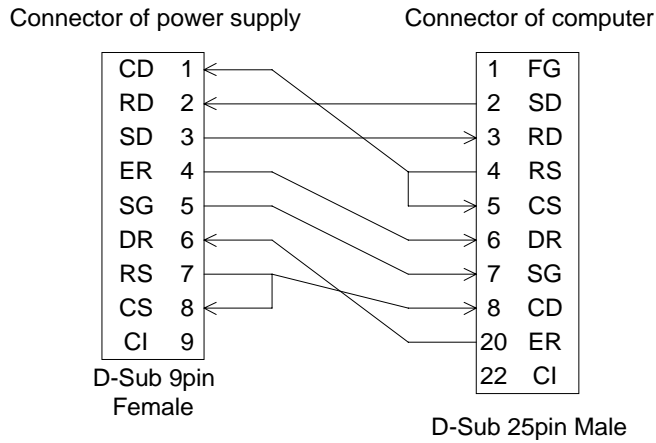 Connector of power supply
Connector of computer
CD 1
RD 2
SD 3
ER 4
SG 5
DR 6
RS 7
CS 8
CI 9
D-Sub 9pin
Female
1 FG
2 SD
3 RD
4 RS
5 CS
6 DR
7 SG
8 CD
20 ER
22 CI
D-Sub 25pin Male